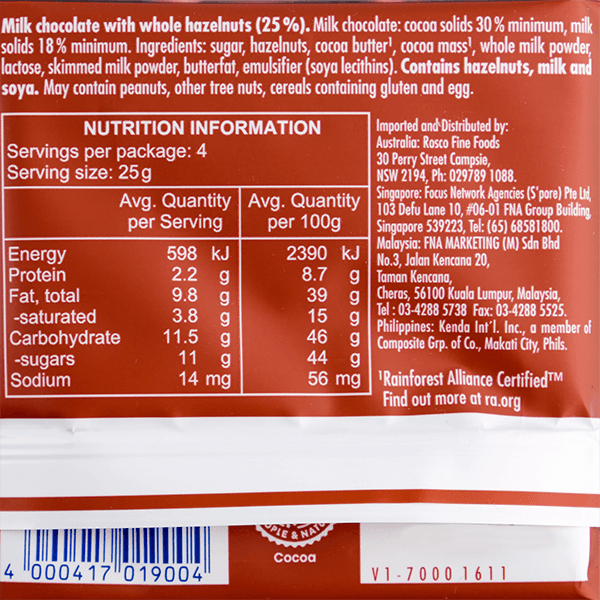 Milk chocolate with whole hazelnuts (25 %). Milk chocolate: cocoa solids 30 % minimum, milk
solids 18 % minimum. Ingredients: sugar, hazelnuts, cocoa butter¹, cocoa mass¹, whole milk powder,
lactose, skimmed milk powder, butterfat, emulsifier (soya lecithins). Contains hazelnuts, milk and
soya. May contain peanuts, other tree nuts, cereals containing gluten and egg.
NUTRITION INFORMATION
Servings per package: 4
Serving size: 25 g
Avg. Quantity per Serving Avg. Quantity per 100g
Energy 598 kJ 2390 kJ
Protein 2.2 g 8.7 g
Fat, total 9.8 g 39 g
-saturated 3.8 g 15 g
Carbohydrate 11.5 g 46 g
-sugars 11 g 44 g
Sodium 14 mg 56 mg
Imported and Distributed by:
Australia: Rosco Fine Foods
30 Perry Street Campsie,
NSW 2194, Ph: 029789 1088.
Singapore: Focus Network Agencies (S'pore) Pte Ltd,
103 Defu Lane 10, #06-01 FNA Group Building,
Singapore 539223, Tel: (65) 68581800.
Malaysia: FNA MARKETING (M) Sdn Bhd
No.3, Jalan Kencana 20,
Taman Kencana,
Cheras, 56100 Kuala Lumpur, Malaysia,
Tel : 03-4288 5738 Fax: 03-4288 5525.
Philippines: Kenda Int´l. Inc., a member of
Composite Grp. of Co., Makati City, Phils.
¹Rainforest Alliance Certified™
Find out more at ra.org
Cocoa
4 000417 019004
V1-7000 1611